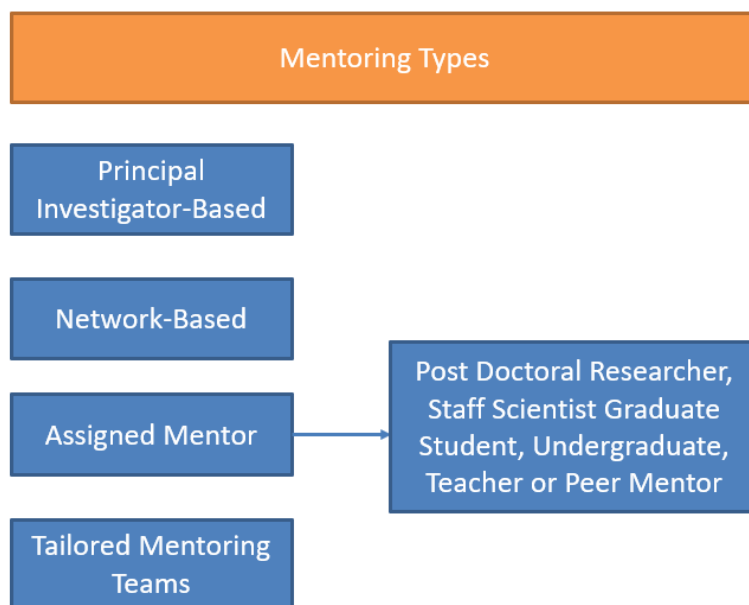 Mentoring Types
Principal
Investigator-Based
Network-Based
Assigned Mentor
Post Doctoral Researcher,
Staff Scientist Graduate
Student, Undergraduate,
Teacher or Peer Mentor
Tailored Mentoring
Teams